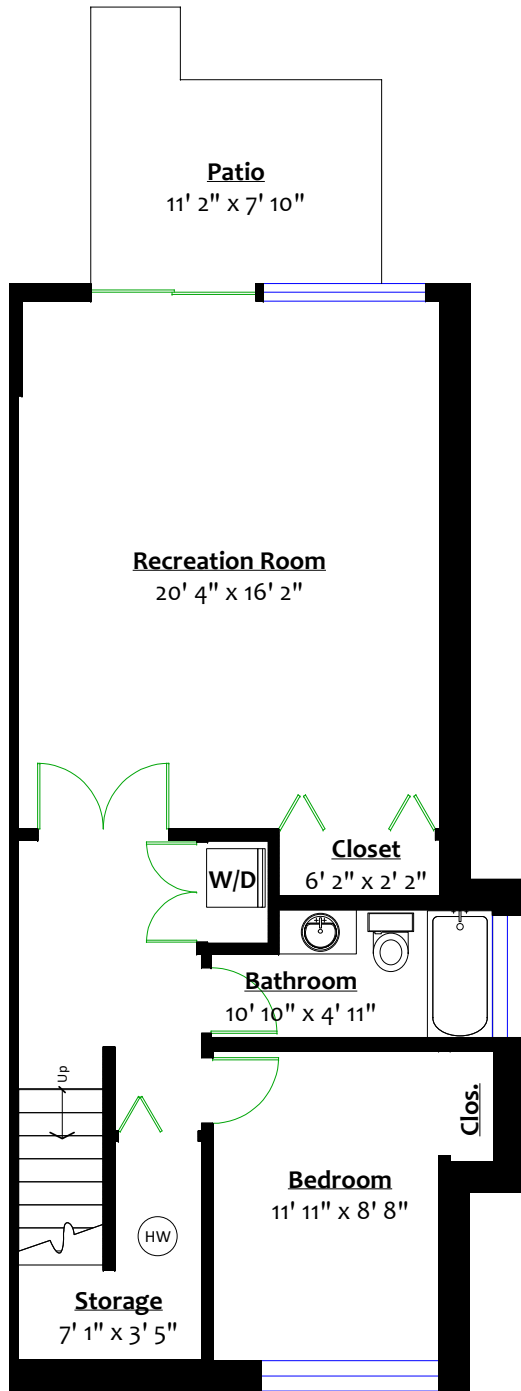 Patio
11' 2" x 7' 10"
Recreation Room
20' 4" x 16' 2"
W/D
Closet
6' 2" x 2' 2"
Bathroom
10' 10" x 4' 11"
Up
Clos.
Bedroom
11' 11" x 8' 8"
HW
Storage
7' 1" x 3' 5"